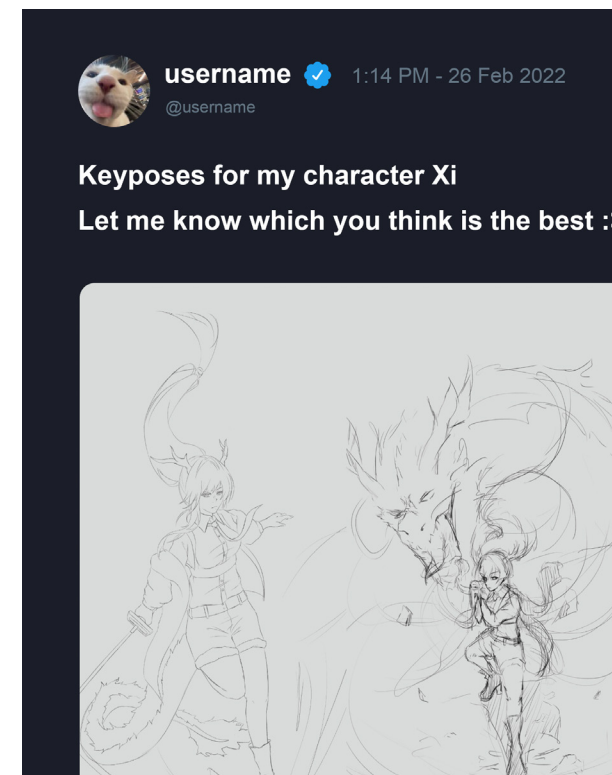 username 1:14 PM - 26 Feb 2022
@username
Keyposes for my character Xi
Let me know which you think is the best :